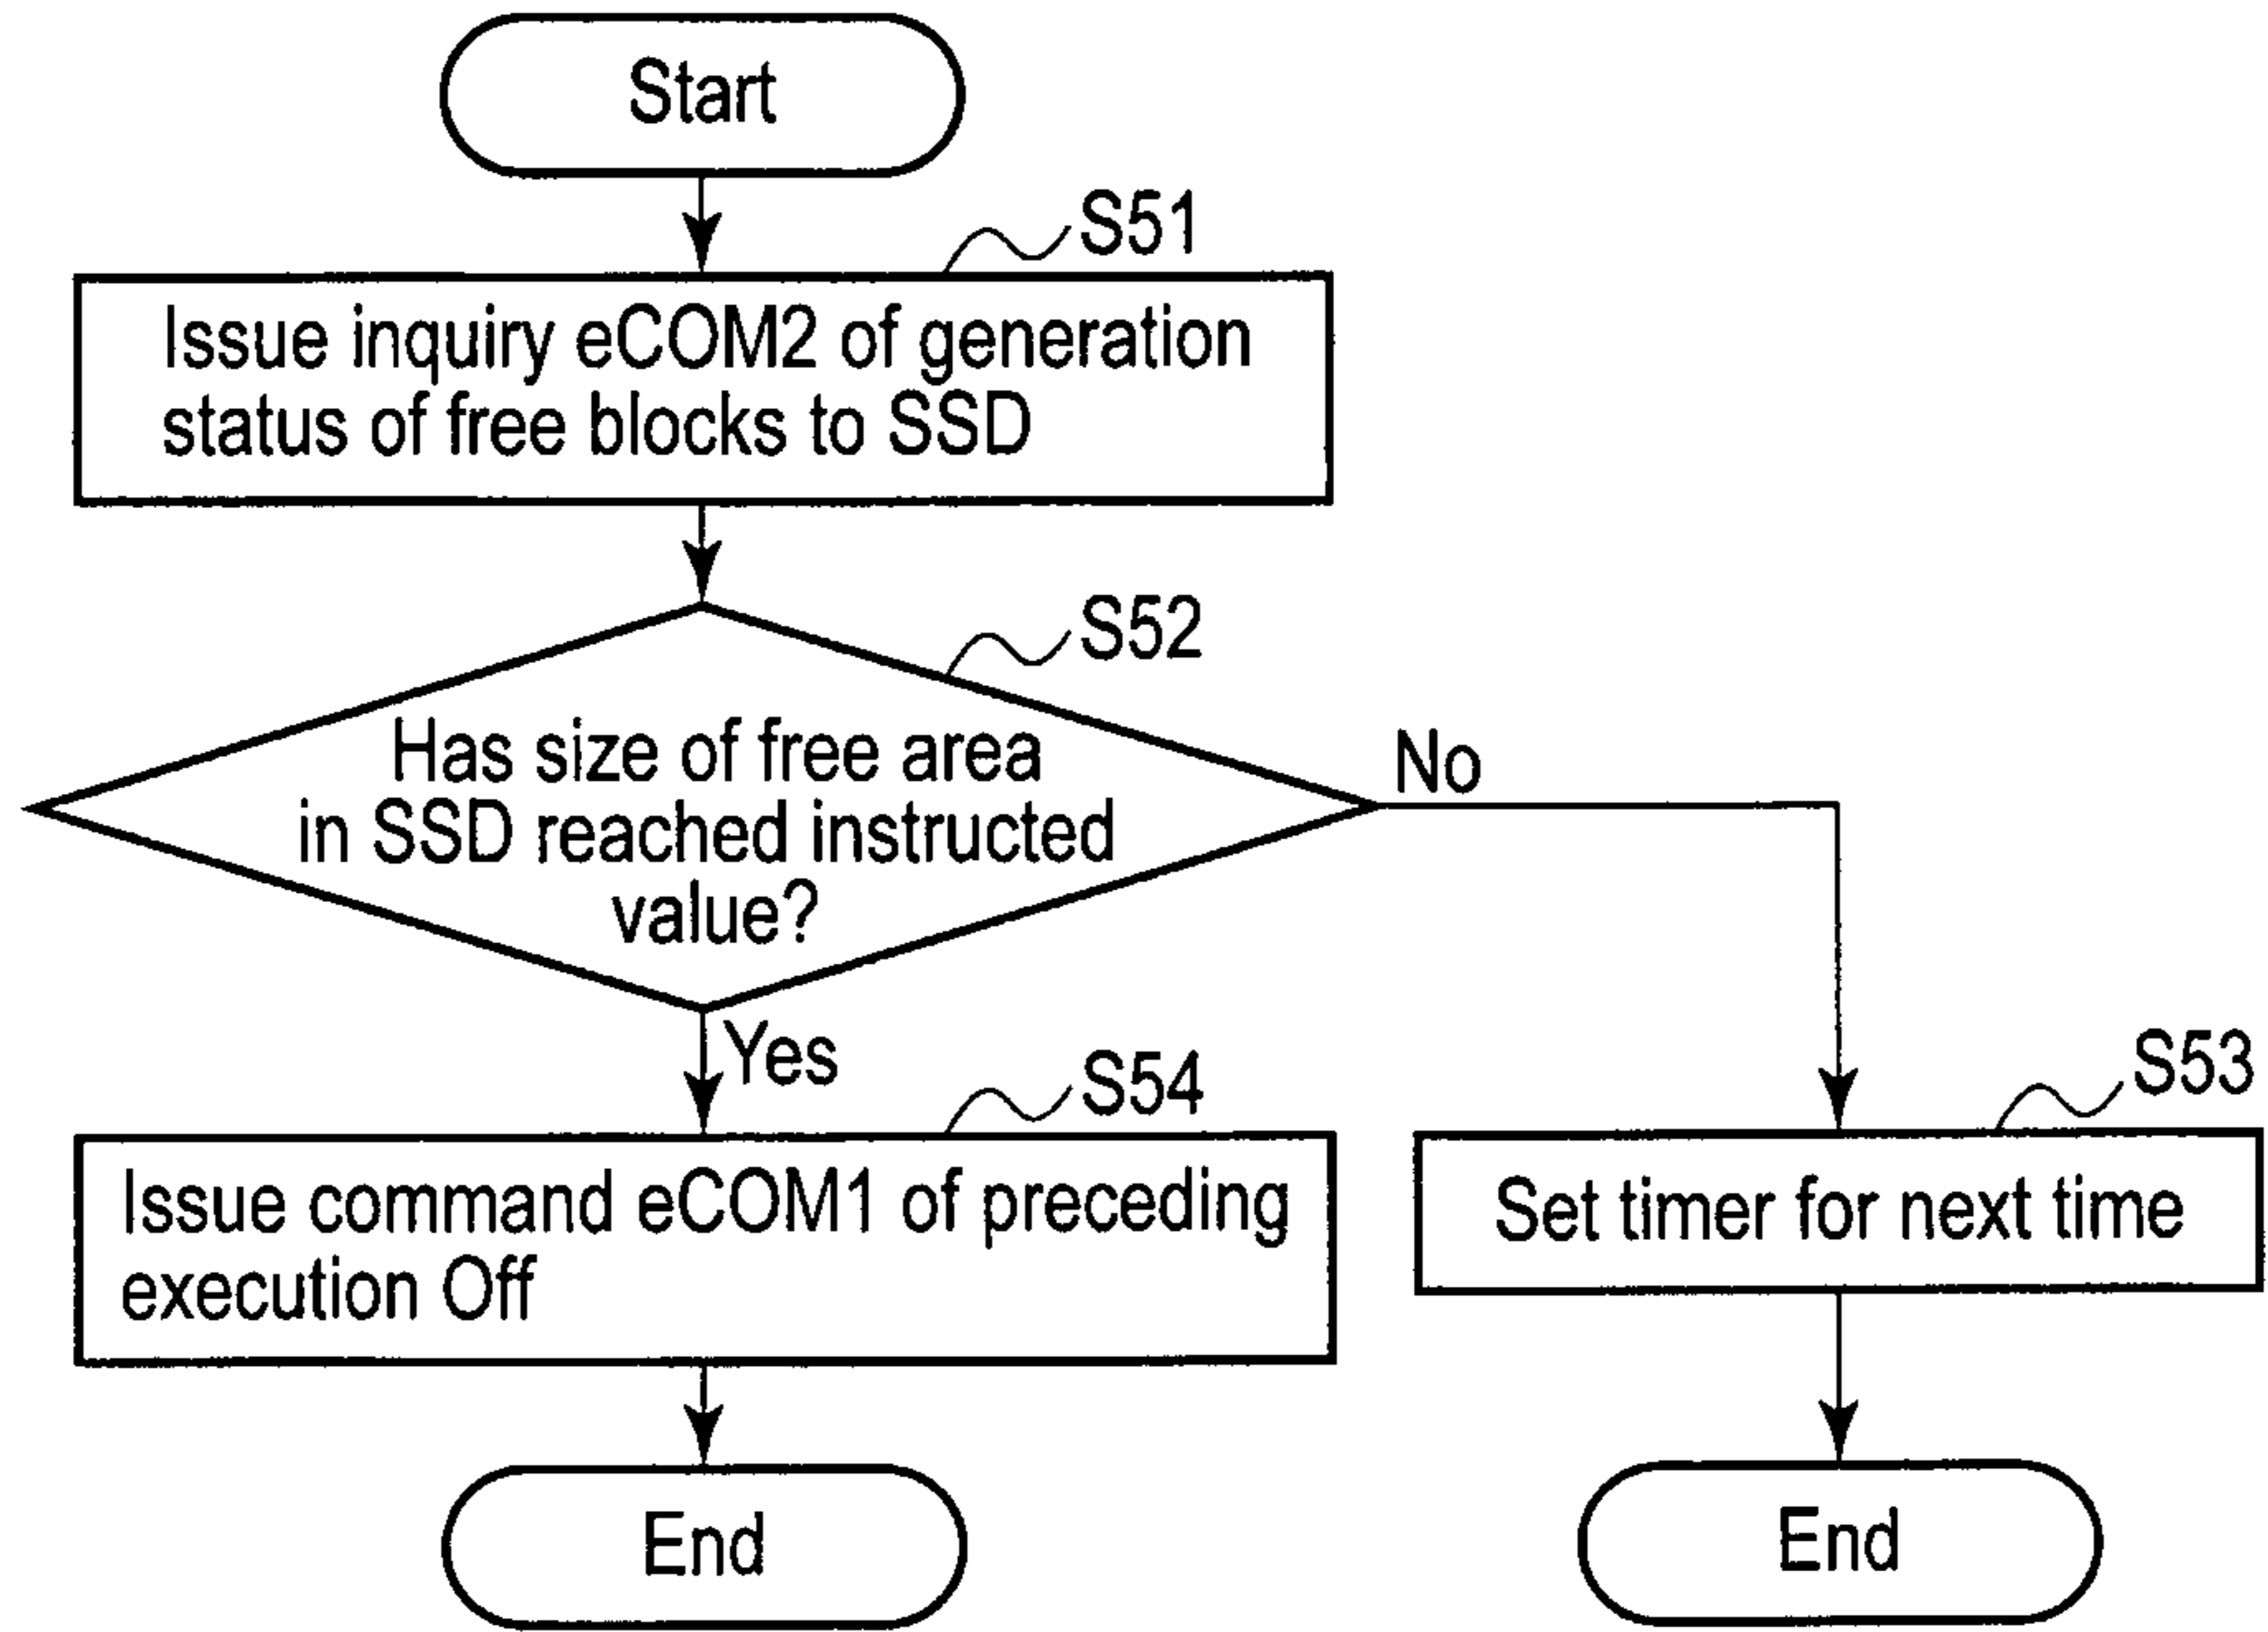 Start
S51
Issue inquiry eCOM2 of generation
status of free blocks to SSD
S52
Has size of free area
in SSD reached instructed
value?
No
Yes
S54
Issue command eCOM1 of preceding
execution Off
S53
Set timer for next time
End
End